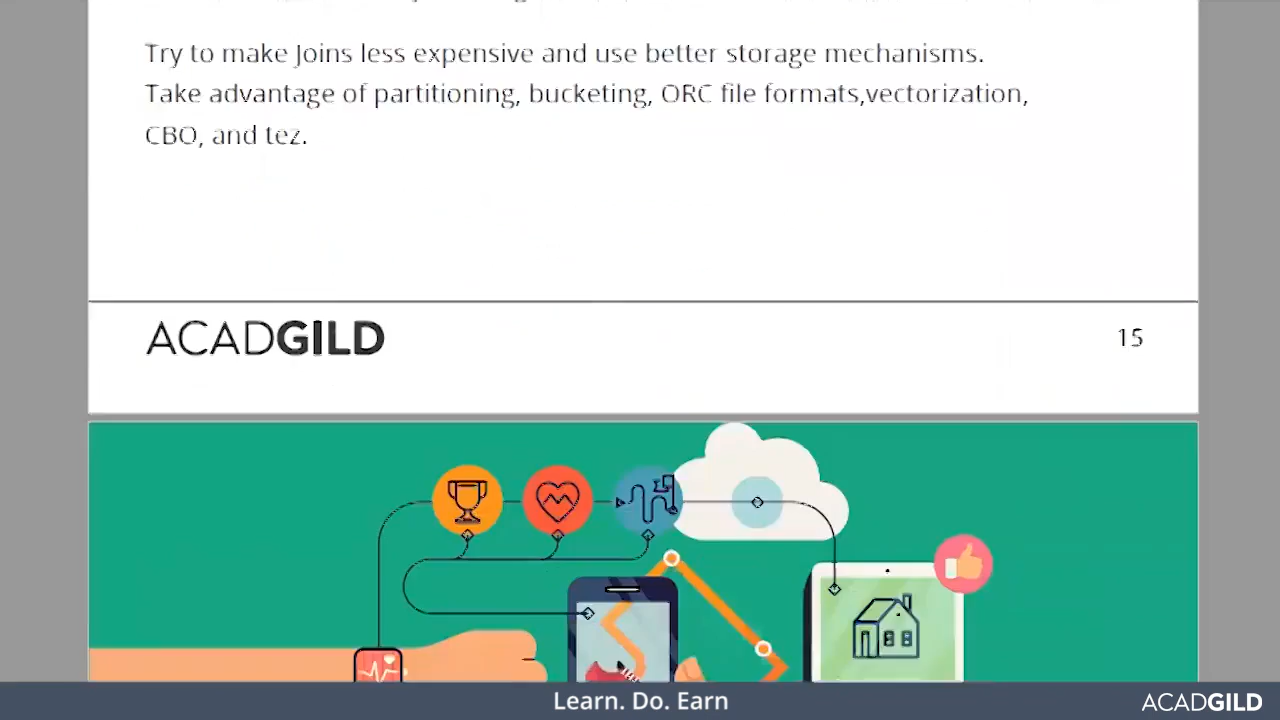 Try to make Joins less expensive and use better storage mechanisms.
Take advantage of partitioning, bucketing, ORC file formats,vectorization,
CBO, and tez.
ACADGILD
15
Learn. Do. Earn
ACADGILD